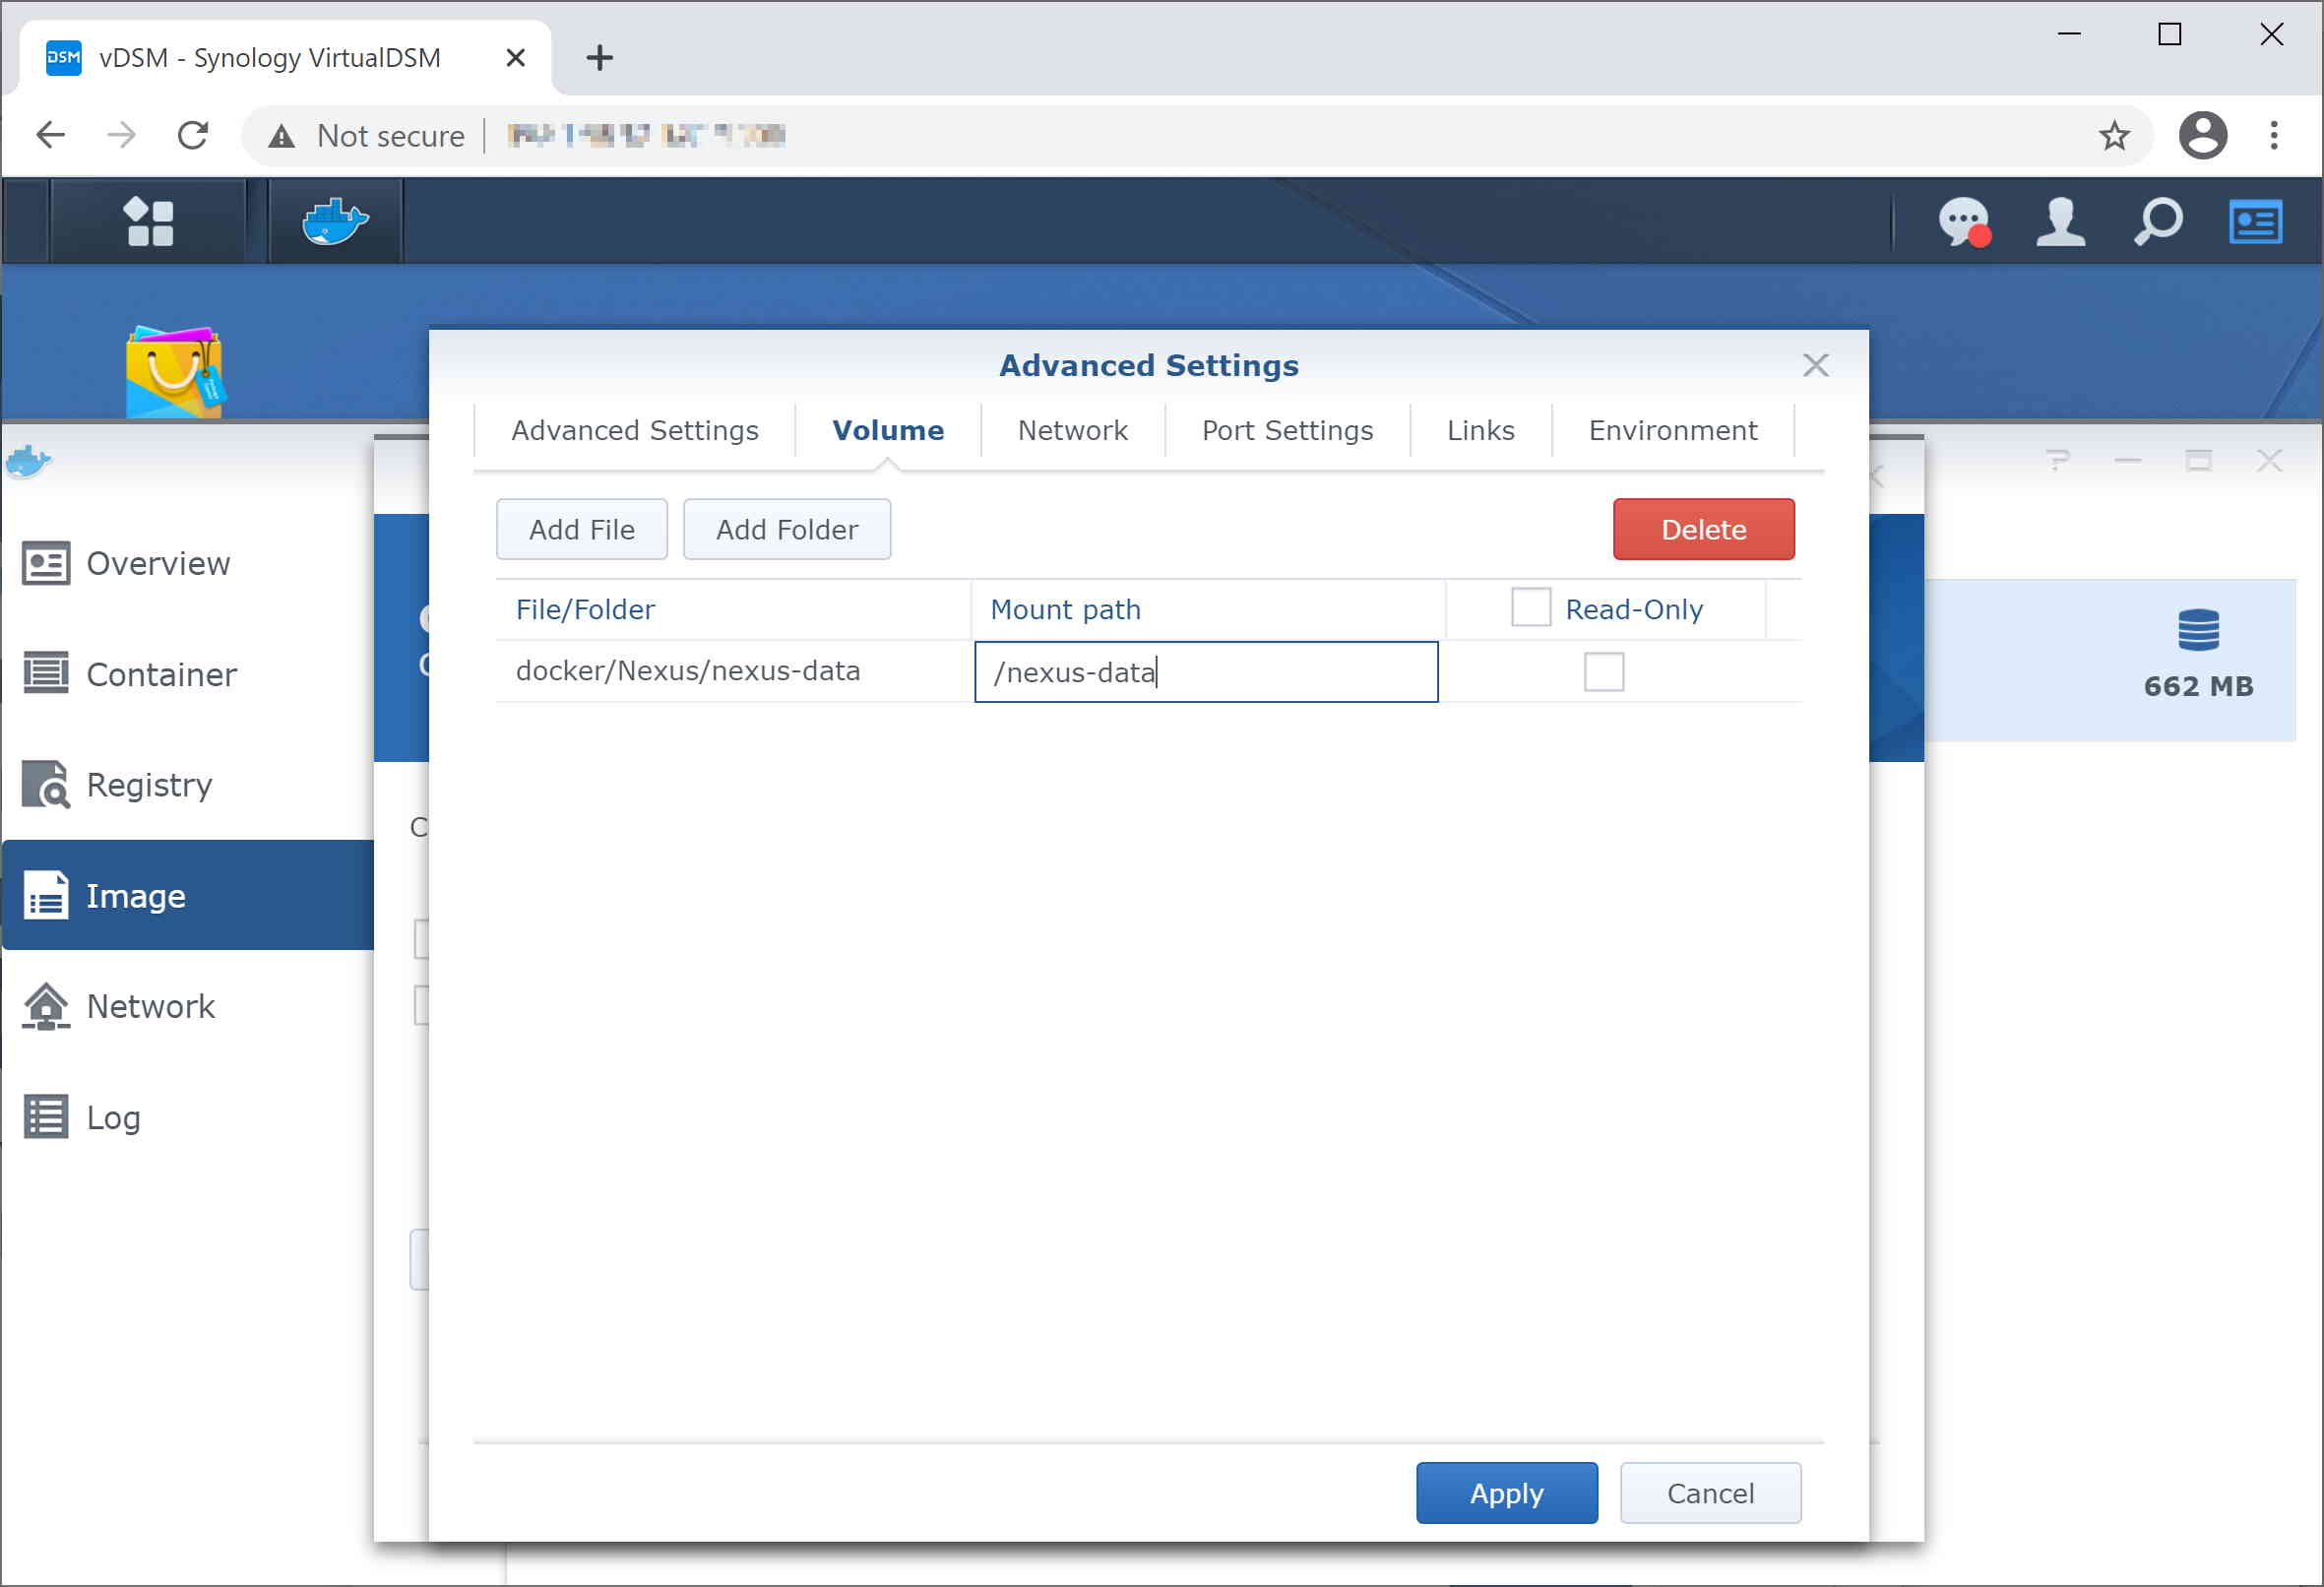 DSM vDSM - Synology VirtualDSM
Not secure
Advanced Settings
Advanced Settings Volume Network Port Settings Links Environment
Add File Add Folder Delete
File/Folder Mount path Read-Only
docker/Nexus/nexus-data /nexus-data
Overview
Container
Registry
Image
Network
Log
662 MB
Apply Cancel